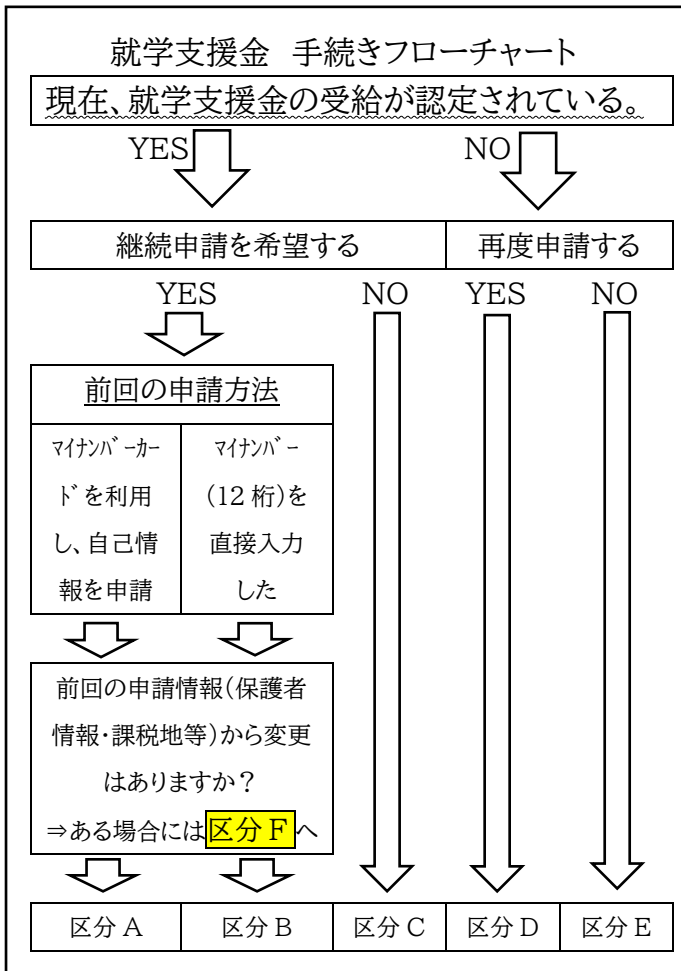 就学支援金 手続きフローチャート
現在、就学支援金の受給が認定されている。
YES NO
継続申請を希望する 再度申請する
YES NO YES NO
前回の申請方法
マイナンバーカー
ドを利用
し、自己情
報を申請
マイナンバー
(12桁)を
直接入力
した
前回の申請情報(保護者
情報・課税地等)から変更
はありますか?
⇒ある場合には区分Fへ
区分A 区分B 区分C 区分D 区分E